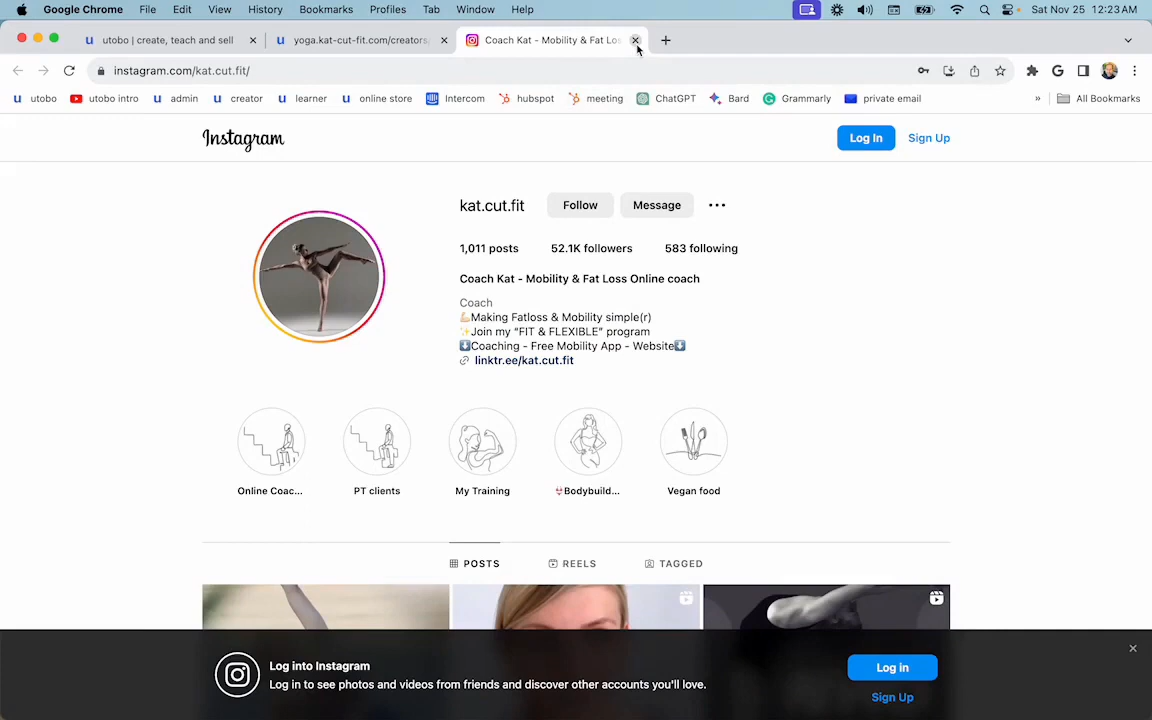 Google Chrome File Edit View History Bookmarks Profiles Tab Window Help Sat Nov 25 12:23 AM
utobo | create, teach and sell yoga.kat-cut-fit.com/creators Coach Kat - Mobility & Fat Los
instagram.com/kat.cut.fit/
utobo utobo intro admin creator learner online store Intercom hubspot meeting ChatGPT Bard Grammarly private email » All Bookmarks
Instagram Log In Sign Up
kat.cut.fit Follow Message
1,011 posts 52.1K followers 583 following
Coach Kat - Mobility & Fat Loss Online coach
Coach
💪🏼Making Fatloss & Mobility simple(r)
✨Join my "FIT & FLEXIBLE" program
⬇️Coaching - Free Mobility App - Website⬇️
linktr.ee/kat.cut.fit
Online Coac... PT clients My Training 👙Bodybuild... Vegan food
POSTS REELS TAGGED
Log into Instagram
Log in to see photos and videos from friends and discover other accounts you'll love.
Log in
Sign Up